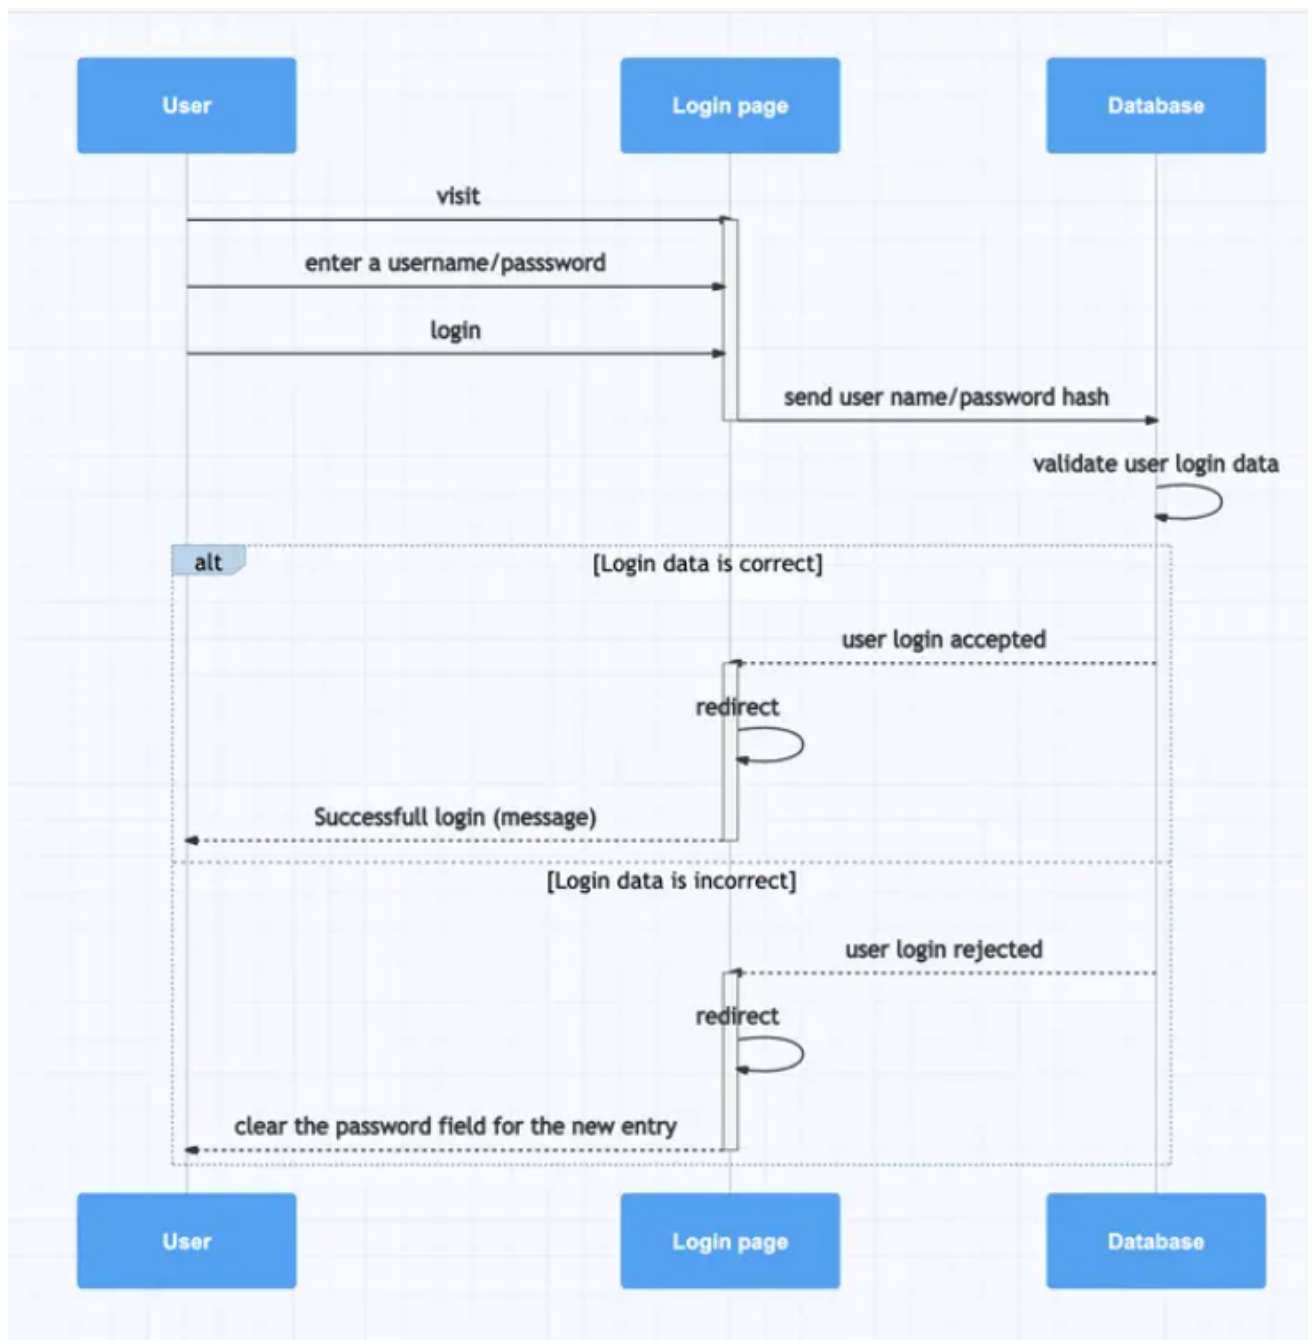 User
Login page
Database
visit
enter a username/passsword
login
send user name/password hash
validate user login data
alt
[Login data is correct]
user login accepted
redirect
Successfull login (message)
[Login data is incorrect]
user login rejected
redirect
clear the password field for the new entry
User
Login page
Database